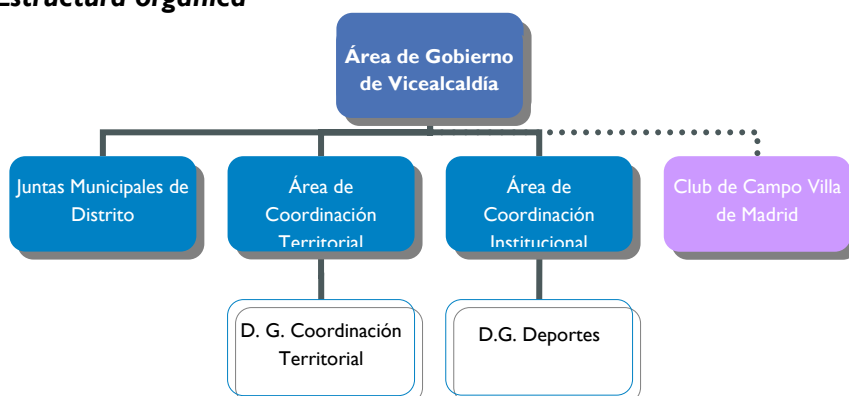 Estructura orgánica
Área de Gobierno
de Vicealcaldía
Juntas Municipales de
Distrito
Área de
Coordinación
Territorial
Área de
Coordinación
Institucional
Club de Campo Villa
de Madrid
D. G. Coordinación
Territorial
D.G. Deportes